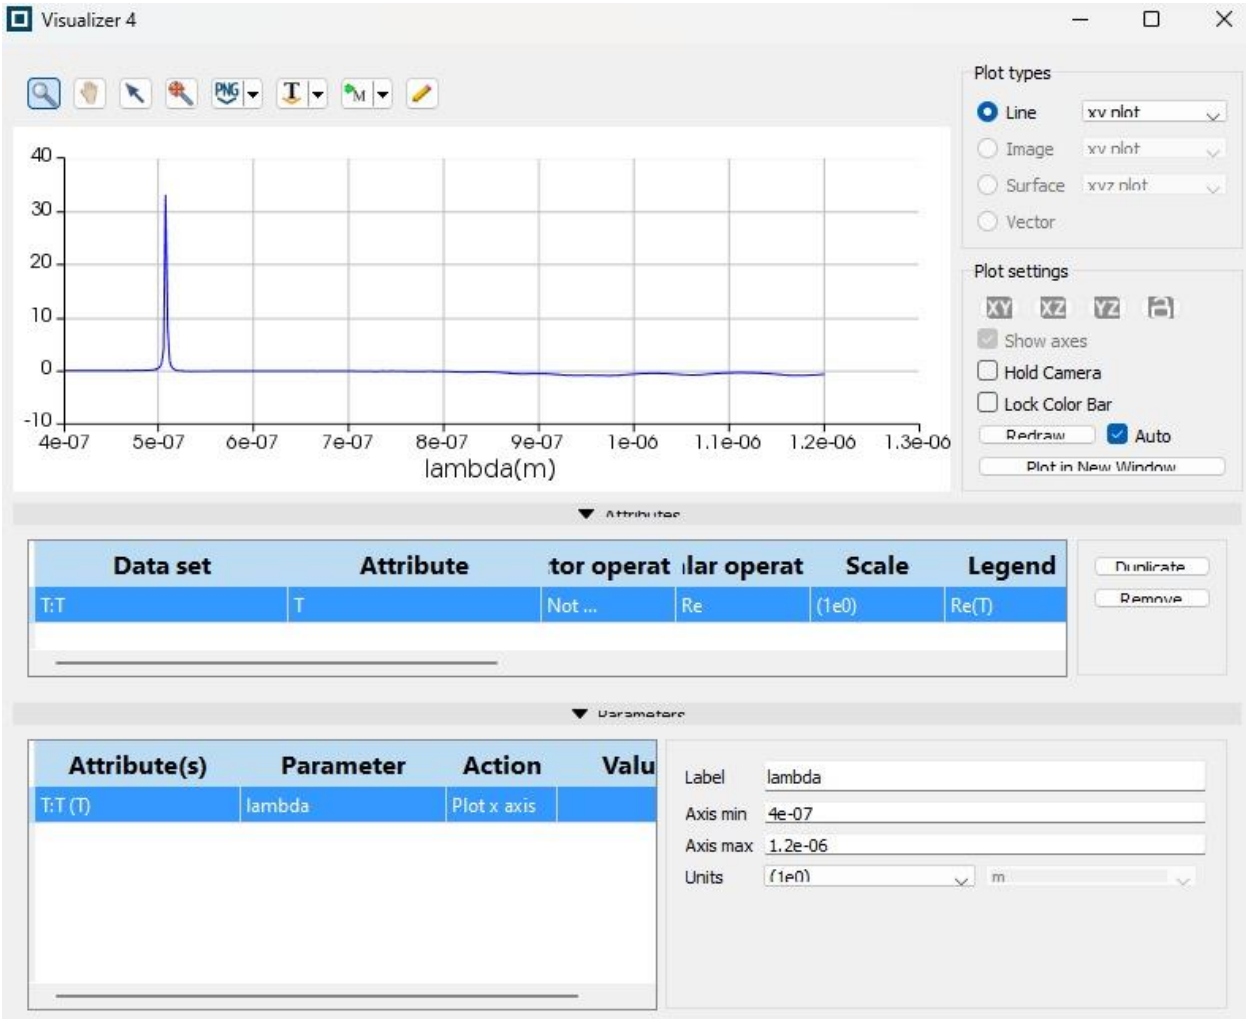 Visualizer 4
PNG
T
M
40
30
20
10
0
-10
4e-07 5e-07 6e-07 7e-07 8e-07 9e-07 1e-06 1.1e-06 1.2e-06 1.3e-06
lambda(m)
Plot types
Line xy plot
Image xy plot
Surface xyz plot
Vector
Plot settings
XY XZ YZ
Show axes
Hold Camera
Lock Color Bar
Redraw Auto
Plot in New Window
Attributes
Data set Attribute tor operat lar operat Scale Legend
T:T T Not ... Re (1e0) Re(T)
Duplicate
Remove
Parameters
Attribute(s) Parameter Action Valu
T:T (T) lambda Plot x axis
Label lambda
Axis min 4e-07
Axis max 1.2e-06
Units (1e0) m